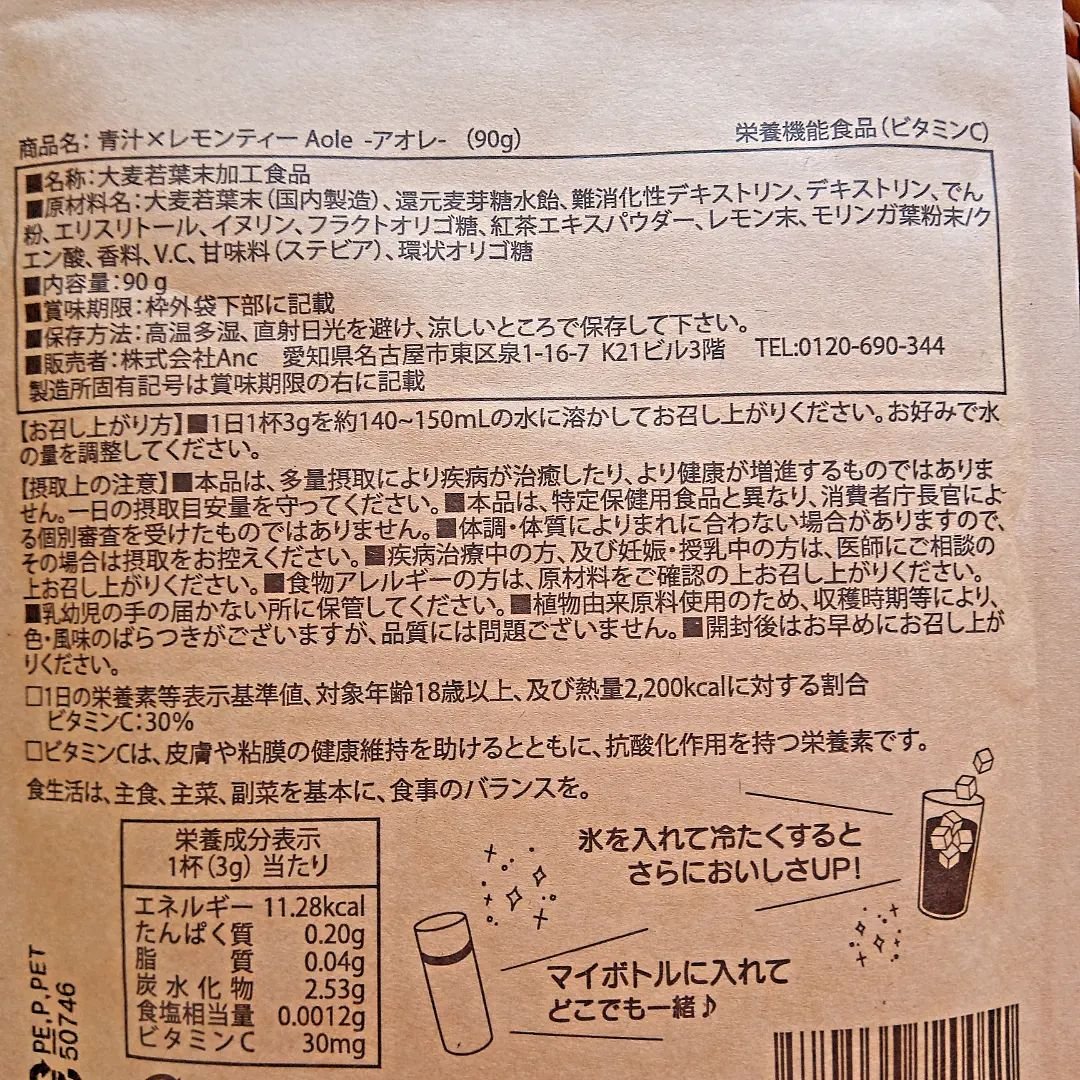 商品名：青汁×レモンティー Aole -アオレ-（90g） 栄養機能食品（ビタミンC）
■名称：大麦若葉末加工食品
■原材料名：大麦若葉末（国内製造）、還元麦芽糖水飴、難消化性デキストリン、デキストリン、でん
粉、エリスリトール、イヌリン、フラクトオリゴ糖、紅茶エキスパウダー、レモン末、モリンガ葉粉末/ク
エン酸、香料、V.C、甘味料（ステビア）、環状オリゴ糖
■内容量：90 g
■賞味期限：枠外袋下部に記載
■保存方法：高温多湿、直射日光を避け、涼しいところで保存して下さい。
■販売者：株式会社Anc 愛知県名古屋市東区泉1-16-7 K21ビル3階 TEL:0120-690-344
製造所固有記号は賞味期限の右に記載
【お召し上がり方】■1日1杯3gを約140~150mLの水に溶かしてお召し上がりください。お好みで水
の量を調整してください。
【摂取上の注意】■本品は、多量摂取により疾病が治癒したり、より健康が増進するものではありま
せん。一日の摂取目安量を守ってください。■本品は、特定保健用食品と異なり、消費者庁長官によ
る個別審査を受けたものではありません。■体調・体質によりまれに合わない場合がありますので、
その場合は摂取をお控えください。■疾病治療中の方、及び妊娠・授乳中の方は、医師にご相談の
上お召し上がりください。■食物アレルギーの方は、原材料をご確認の上お召し上がりください。
■乳幼児の手の届かない所に保管してください。■植物由来原料使用のため、収穫時期等により、
色・風味のばらつきがございますが、品質には問題ございません。■開封後はお早めにお召し上が
りください。
□1日の栄養素等表示基準値、対象年齢18歳以上、及び熱量2,200kcalに対する割合
ビタミンC：30%
□ビタミンCは、皮膚や粘膜の健康維持を助けるとともに、抗酸化作用を持つ栄養素です。
食生活は、主食、主菜、副菜を基本に、食事のバランスを。
栄養成分表示
1杯（3g）当たり
エネルギー 11.28kcal
たんぱく質 0.20g
脂質 0.04g
炭水化物 2.53g
食塩相当量 0.0012g
ビタミンC 30mg
氷を入れて冷たくすると
さらにおいしさUP!
マイボトルに入れて
どこでも一緒♪
PE,P,PET
50746